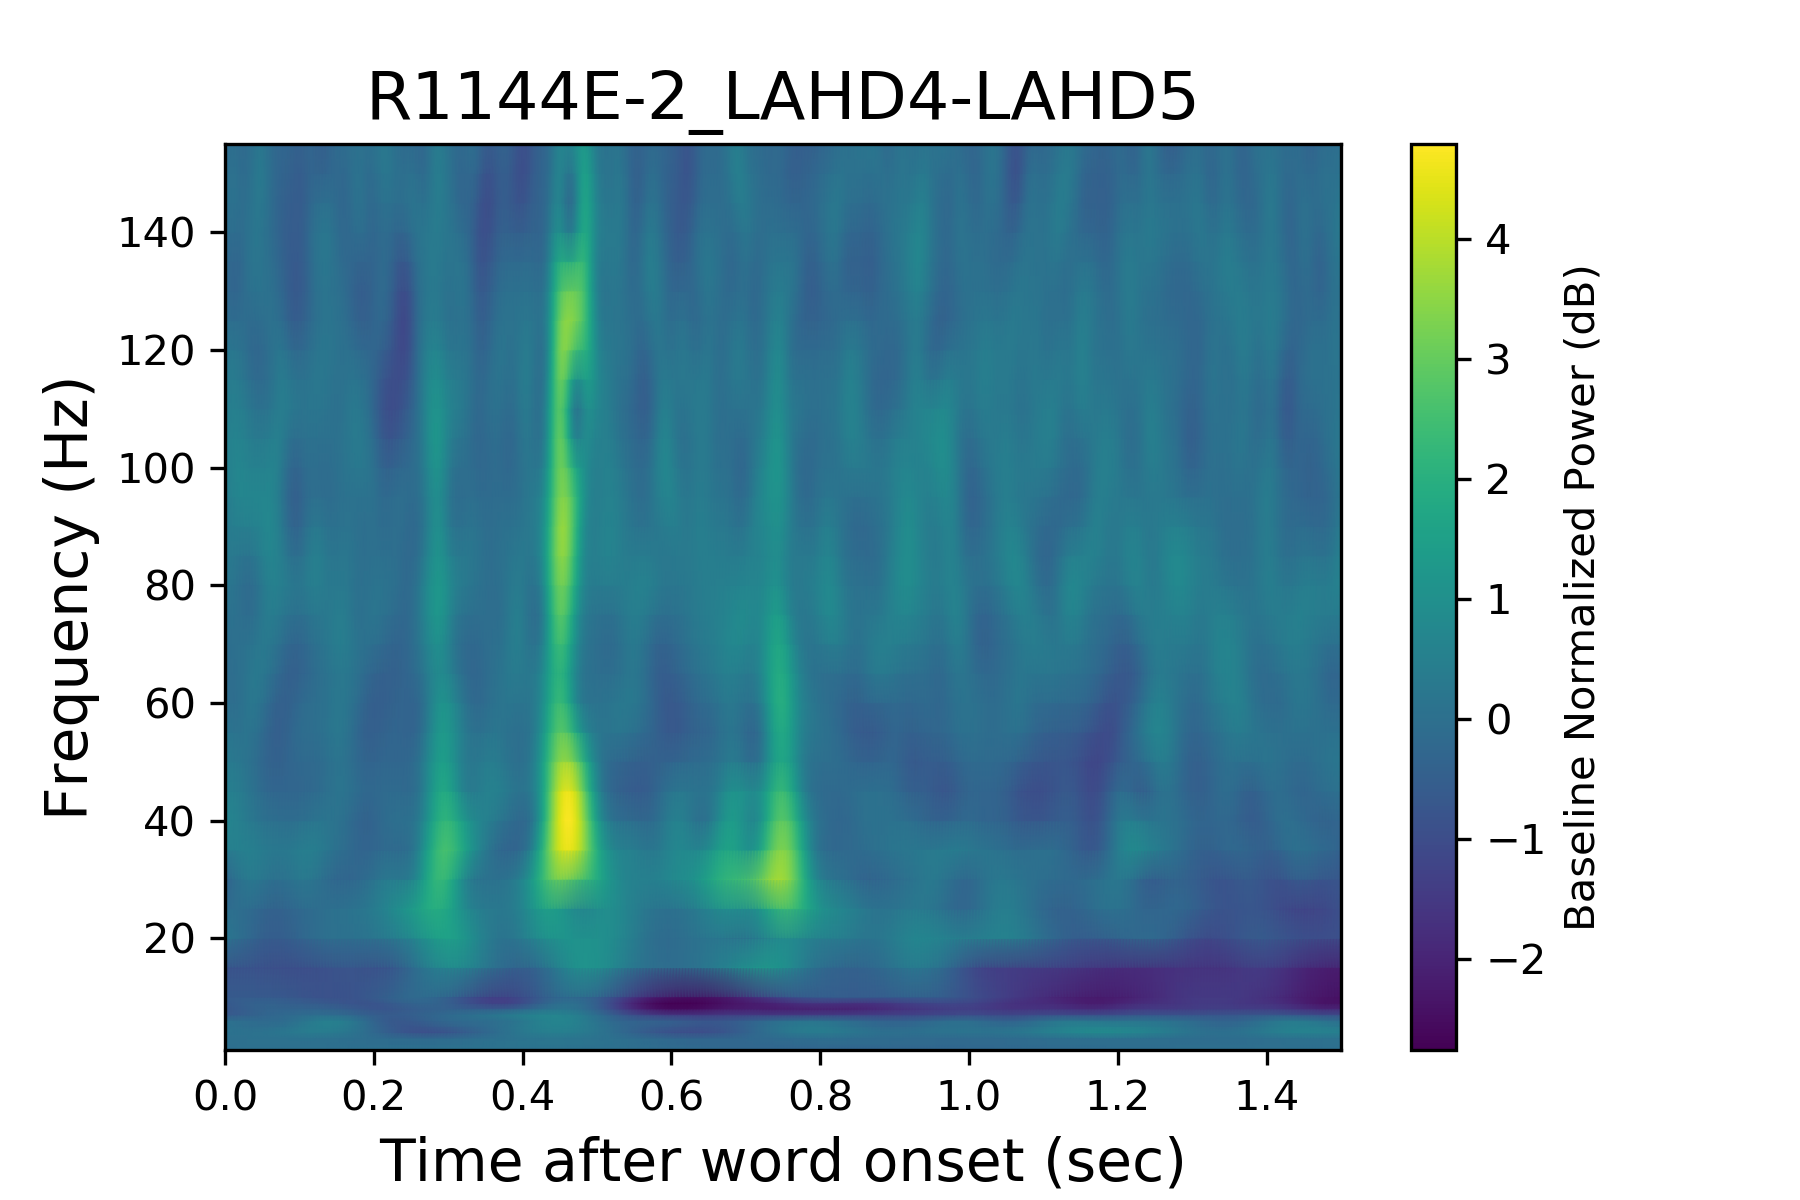 R1144E-2_LAHD4-LAHD5
140
120
100
80
60
40
20
Frequency (Hz)
0.0 0.2 0.4 0.6 0.8 1.0 1.2 1.4
Time after word onset (sec)
4
3
2
1
0
−1
−2
Baseline Normalized Power (dB)